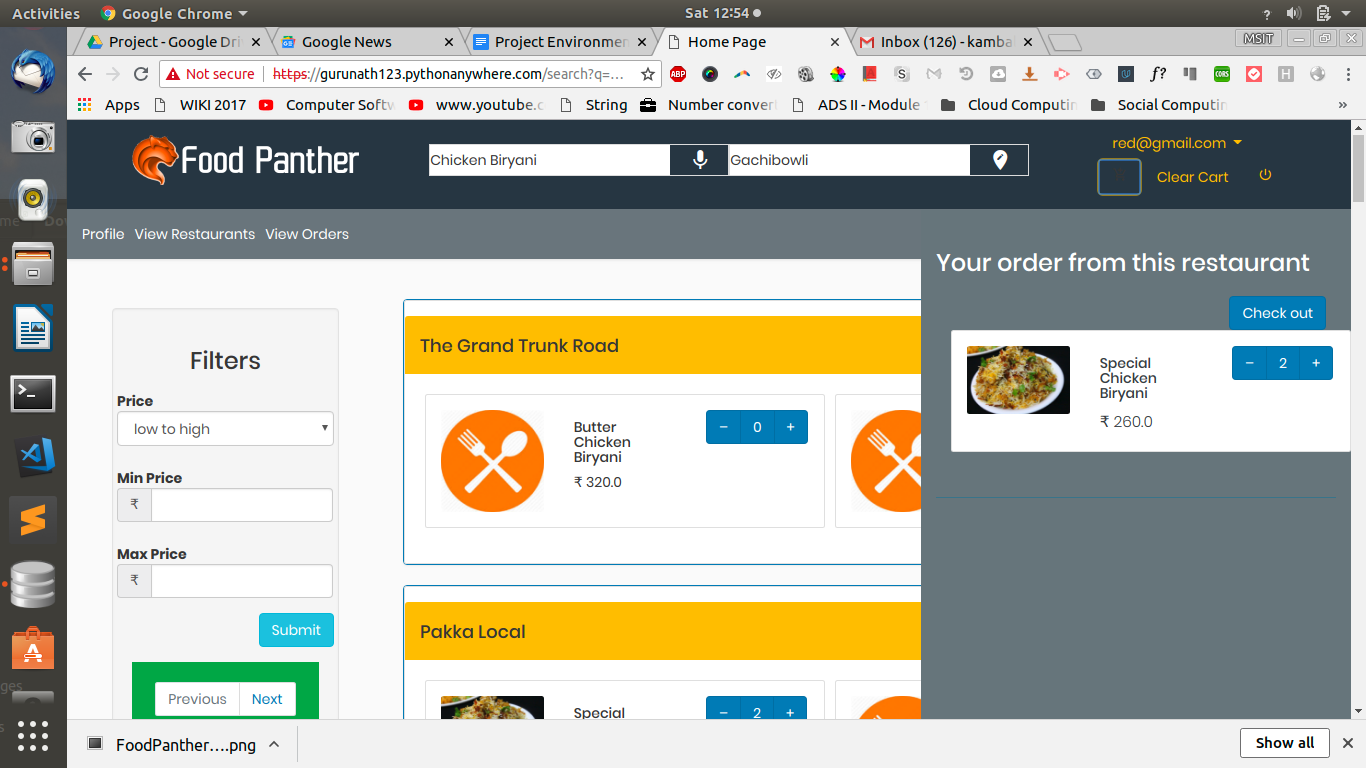 Activities Google Chrome Sat 12:54
Project - Google Dri Google News Project Environmen Home Page Inbox (126) - kamba MSIT
Not secure https://gurunath123.pythonanywhere.com/search?q=...
Apps WIKI 2017 Computer Softw www.youtube.c String Number conver ADS II - Module Cloud Computin Social Computin »
Food Panther Chicken Biryani Gachibowli red@gmail.com
Clear Cart
Profile View Restaurants View Orders
Your order from this restaurant
Check out
Special
Chicken
Biryani
₹ 260.0
− 2 +
Filters
Price
low to high
Min Price
₹
Max Price
₹
Submit
Previous Next
The Grand Trunk Road
Butter
Chicken
Biryani
₹ 320.0
− 0 +
Pakka Local
Special
− 2 +
FoodPanther....png Show all